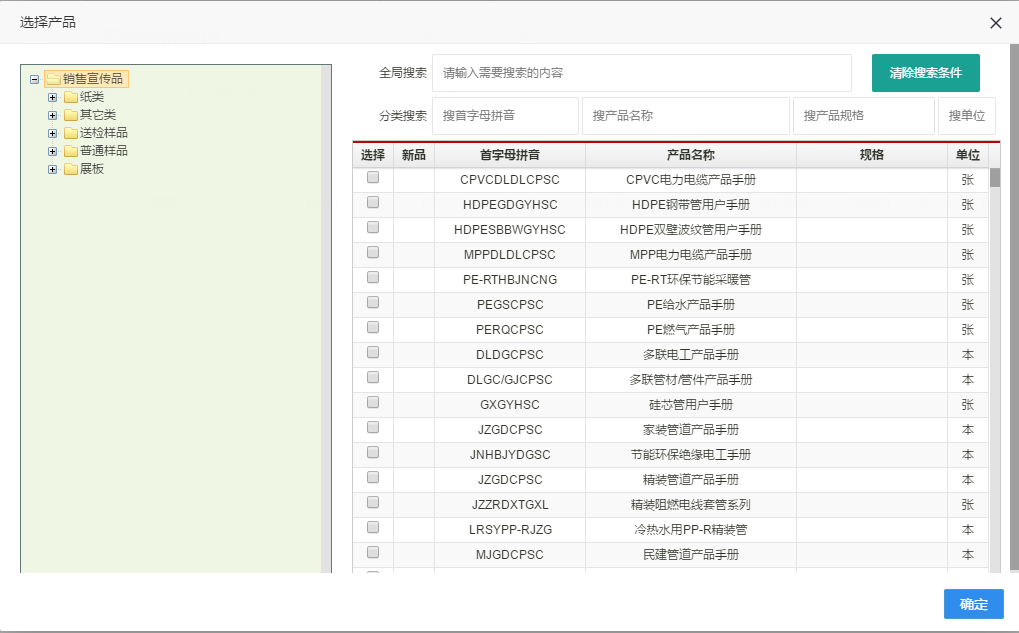 选择产品
销售宣传品
纸类
其它类
送检样品
普通样品
展板
全局搜索 请输入需要搜索的内容 清除搜索条件
分类搜索 搜首字母拼音 搜产品名称 搜产品规格 搜单位
选择 新品 首字母拼音 产品名称 规格 单位
CPVCDLDLCPSC CPVC电力电缆产品手册 张
HDPEGDGYHSC HDPE钢带管用户手册 张
HDPESBBWGYHSC HDPE双壁波纹管用户手册 张
MPPDLDLCPSC MPP电力电缆产品手册 张
PE-RTHBJNCNG PE-RT环保节能采暖管 张
PEGSCPSC PE给水产品手册 张
PERQCPSC PE燃气产品手册 张
DLDGCPSC 多联电工产品手册 本
DLGC/GJCPSC 多联管材/管件产品手册 本
GXGYHSC 硅芯管用户手册 张
JZGDCPSC 家装管道产品手册 本
JNHBJYDGSC 节能环保绝缘电工手册 本
JZGDCPSC 精装管道产品手册 本
JZZRDXTGXL 精装阻燃电线套管系列 张
LRSYPP-RJZG 冷热水用PP-R精装管 本
MJGDCPSC 民建管道产品手册 本
确定